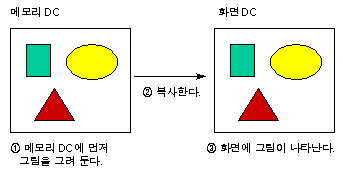 메모리 DC
화면 DC
② 복사한다.
① 메모리 DC에 먼저
그림을 그려 둔다.
③ 화면에 그림이 나타난다.